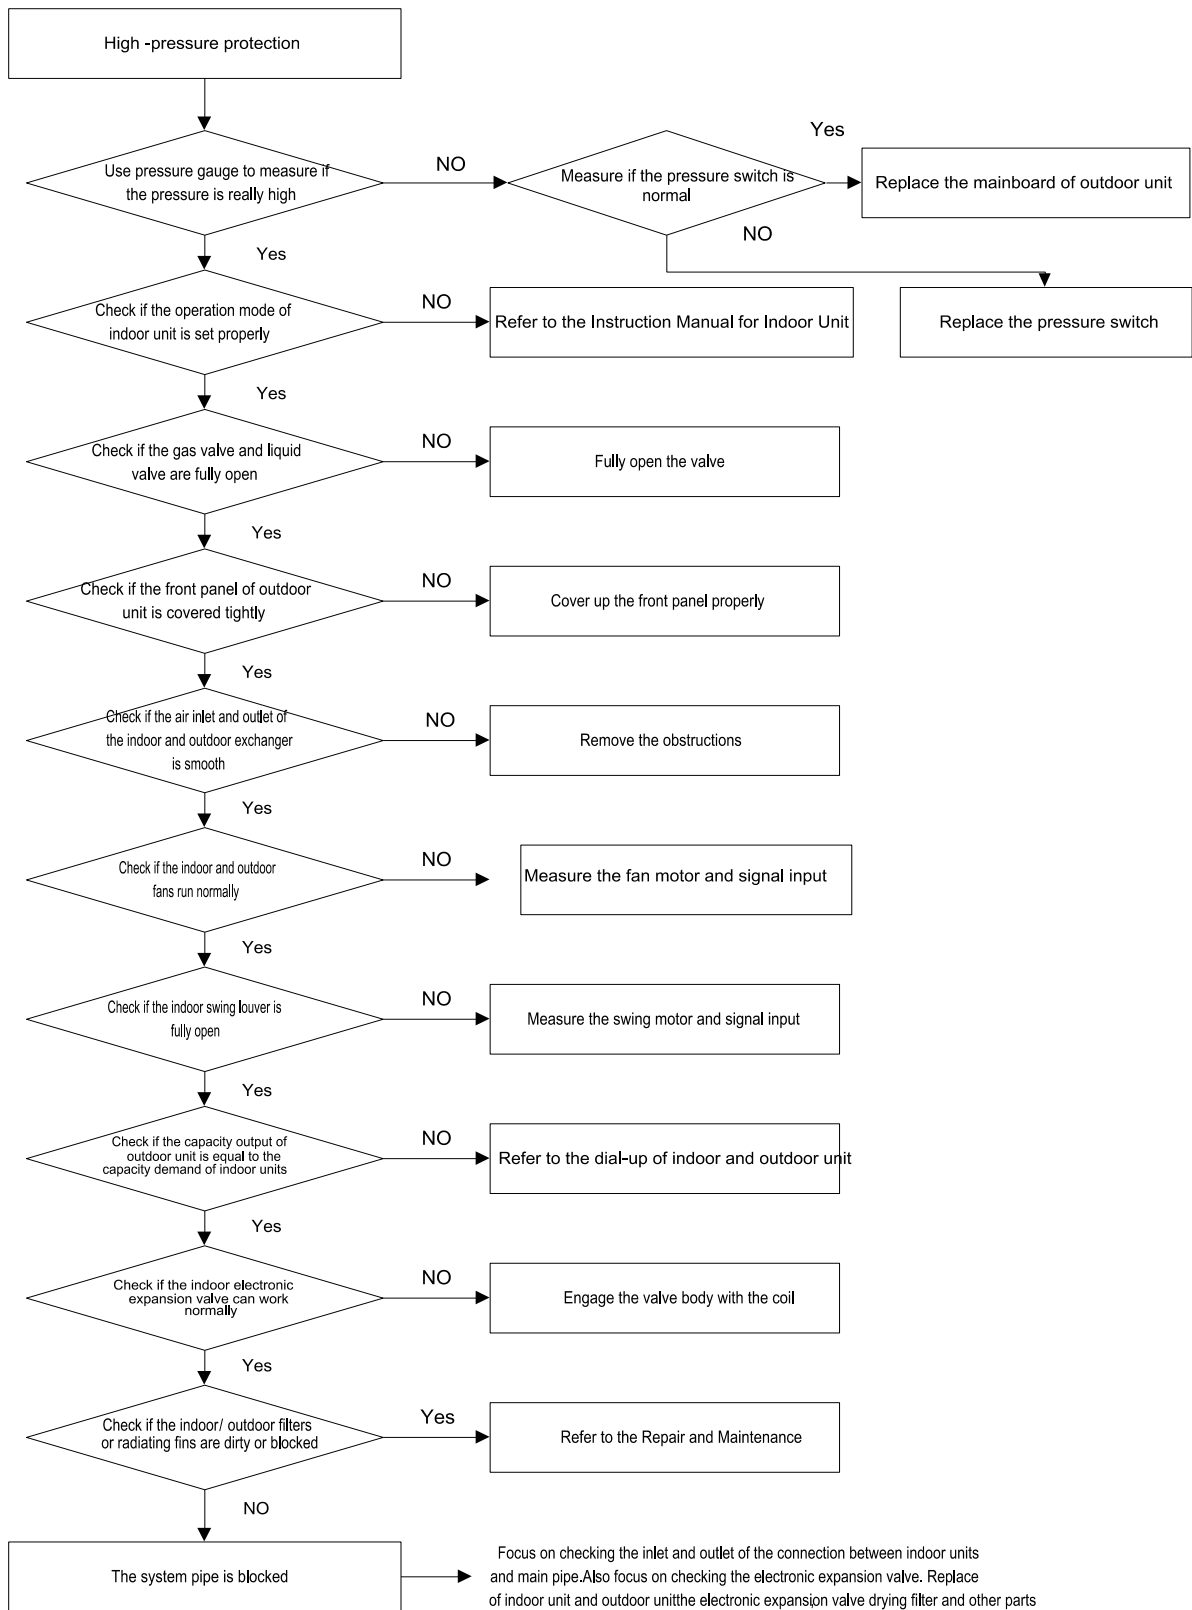 High -pressure protection
Yes
NO
Use pressure gauge to measure if
the pressure is really high
Measure if the pressure switch is
normal
Replace the mainboard of outdoor unit
NO
Yes
NO
Check if the operation mode of
indoor unit is set properly
Refer to the Instruction Manual for Indoor Unit
Replace the pressure switch
Yes
NO
Check if the gas valve and liquid
valve are fully open
Fully open the valve
Yes
NO
Check if the front panel of outdoor
unit is covered tightly
Cover up the front panel properly
Yes
NO
Check if the air inlet and outlet of
the indoor and outdoor exchanger
is smooth
Remove the obstructions
Yes
NO
Check if the indoor and outdoor
fans run normally
Measure the fan motor and signal input
Yes
NO
Check if the indoor swing louver is
fully open
Measure the swing motor and signal input
Yes
NO
Check if the capacity output of
outdoor unit is equal to the
capacity demand of indoor units
Refer to the dial-up of indoor and outdoor unit
Yes
NO
Check if the indoor electronic
expansion valve can work
normally
Engage the valve body with the coil
Yes
Yes
Check if the indoor/ outdoor filters
or radiating fins are dirty or blocked
Refer to the Repair and Maintenance
NO
The system pipe is blocked
Focus on checking the inlet and outlet of the connection between indoor units
and main pipe.Also focus on checking the electronic expansion valve. Replace
of indoor unit and outdoor unitthe electronic expansion valve drying filter and other parts